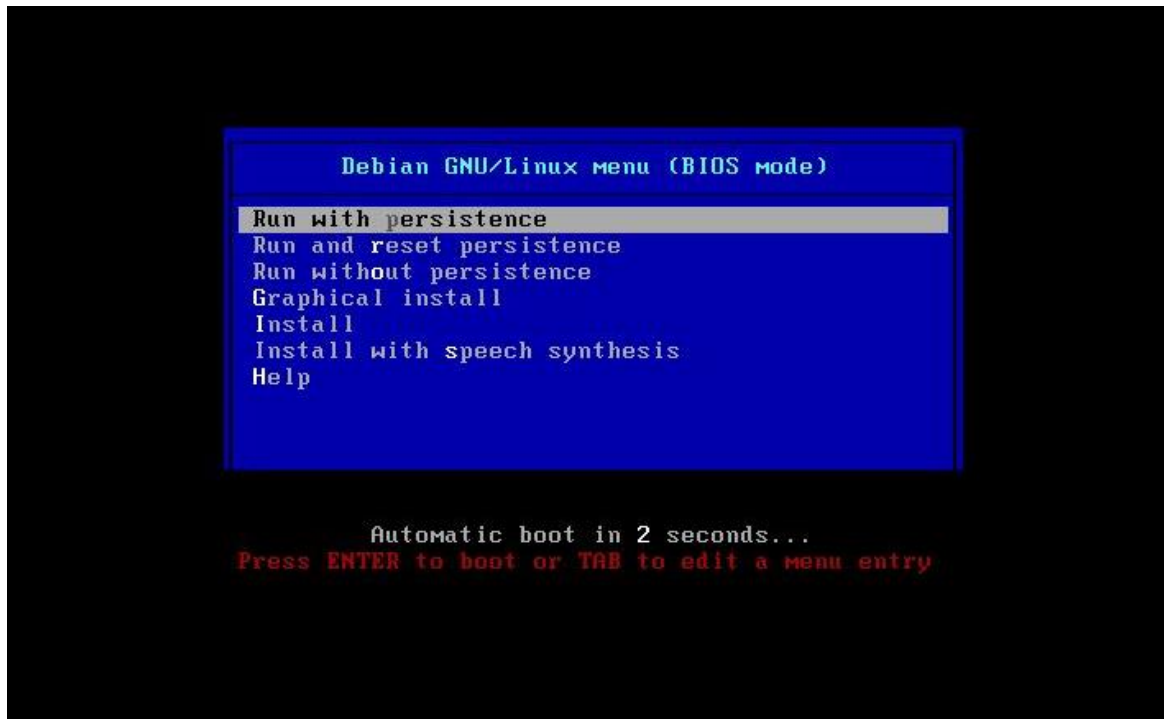 Debian GNU/Linux menu (BIOS mode)
Run with persistence
Run and reset persistence
Run without persistence
Graphical install
Install
Install with speech synthesis
Help
Automatic boot in 2 seconds...
Press ENTER to boot or TAB to edit a menu entry